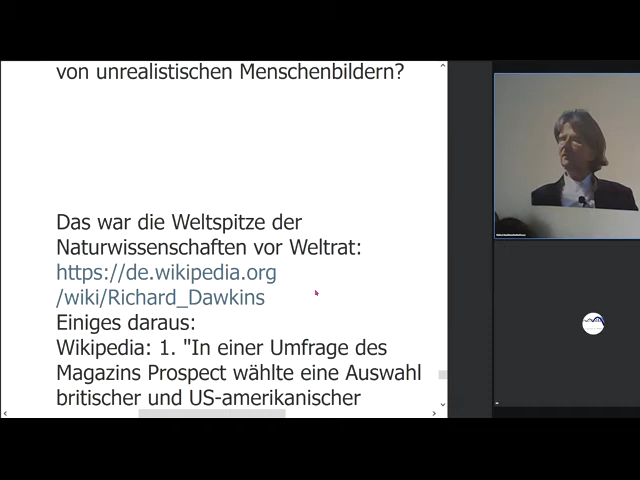 von unrealistischen Menschenbildern?
Das war die Weltspitze der
Naturwissenschaften vor Weltrat:
https://de.wikipedia.org
/wiki/Richard_Dawkins
Einiges daraus:
Wikipedia: 1. "In einer Umfrage des
Magazins Prospect wählte eine Auswahl
britischer und US-amerikanischer